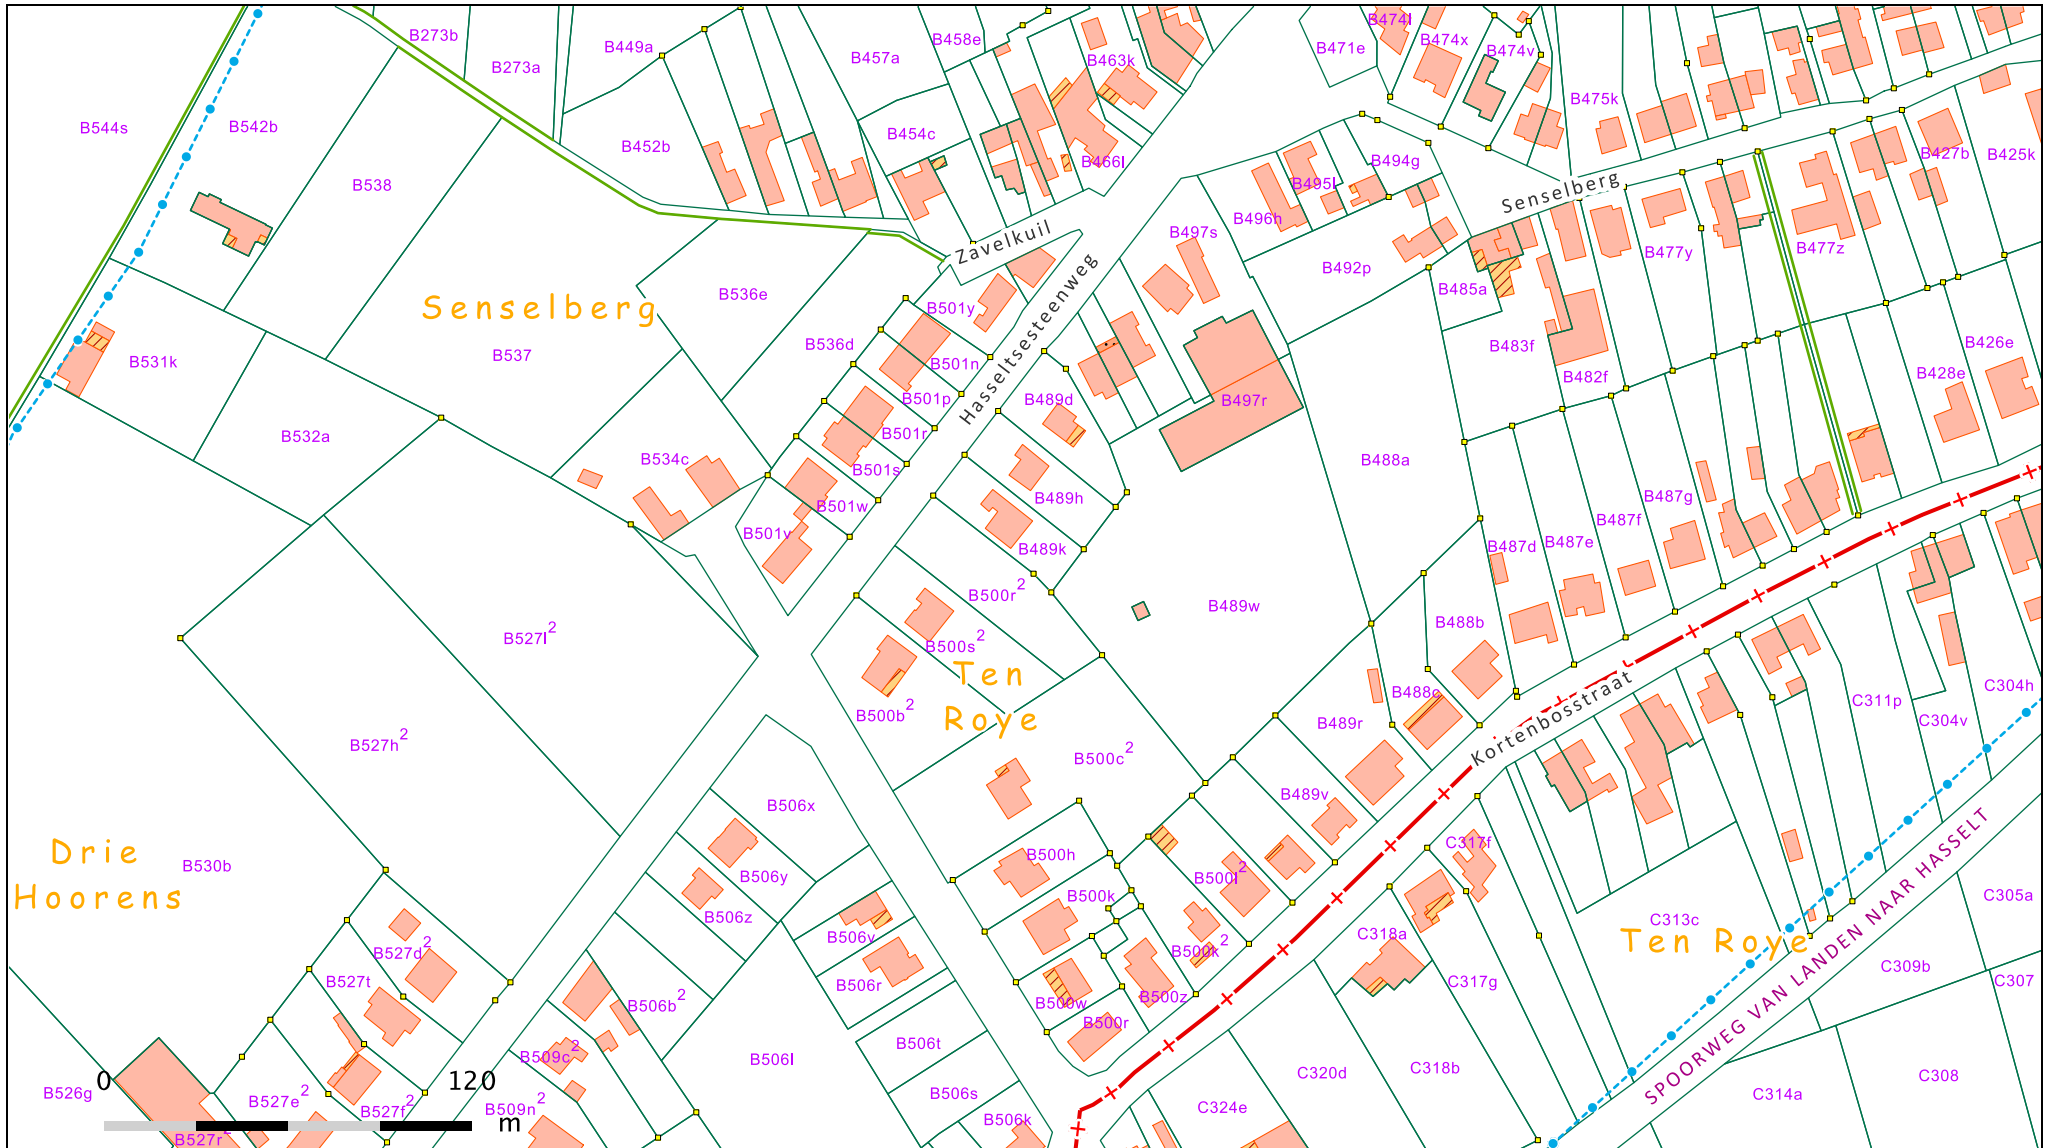 B273b
B273a
B449a
B457a
B458e
B463k
B471e
B474l
B474x
B474v
B475k
B544s
B542b
B538
B452b
B454c
B466l
B494g
B495l
B496h
B427b
B425k
Senselberg
Zavelkuil
B497s
B492p
B477y
B477z
B485a
B536e
Senselberg
B501y
Hasseltsesteenweg
B531k
B537
B536d
B501n
B483f
B482f
B426e
B428e
B501p
B489d
B497r
B532a
B501r
B534c
B501s
B488a
B501w
B489h
B487g
B501v
B489k
B487f
B487e
B487d
B500r2
B489w
B527l2
B500s2
B488b
Ten
Roye
B500b2
B488c
B489r
Kortenbosstraat
C311p
C304h
C304v
B527h2
B500c2
B506x
B489v
C317f
Drie
Hoorens
B530b
B500h
B506y
B500l2
B500k
B506z
B506v
B500k2
C318a
C313c
Ten Roye
C305a
B527d2
B527t
B506r
B500w
B500z
C317g
C309b
C307
B506b2
B500r
SPOORWEG VAN LANDEN NAAR HASSELT
B509c2
B506l
B506t
C320d
C318b
C308
C314a
B526g
0
120
m
B527e2
B527f2
B509n2
B506s
B506k
C324e
B527r2